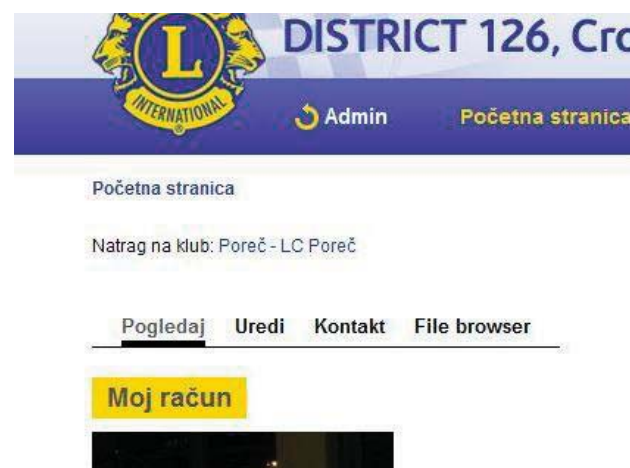 DISTRICT 126, Cro
L
INTERNATIONAL
Admin
Početna stranica
Početna stranica
Natrag na klub: Poreč - LC Poreč
Pogledaj Uredi Kontakt File browser
Moj račun